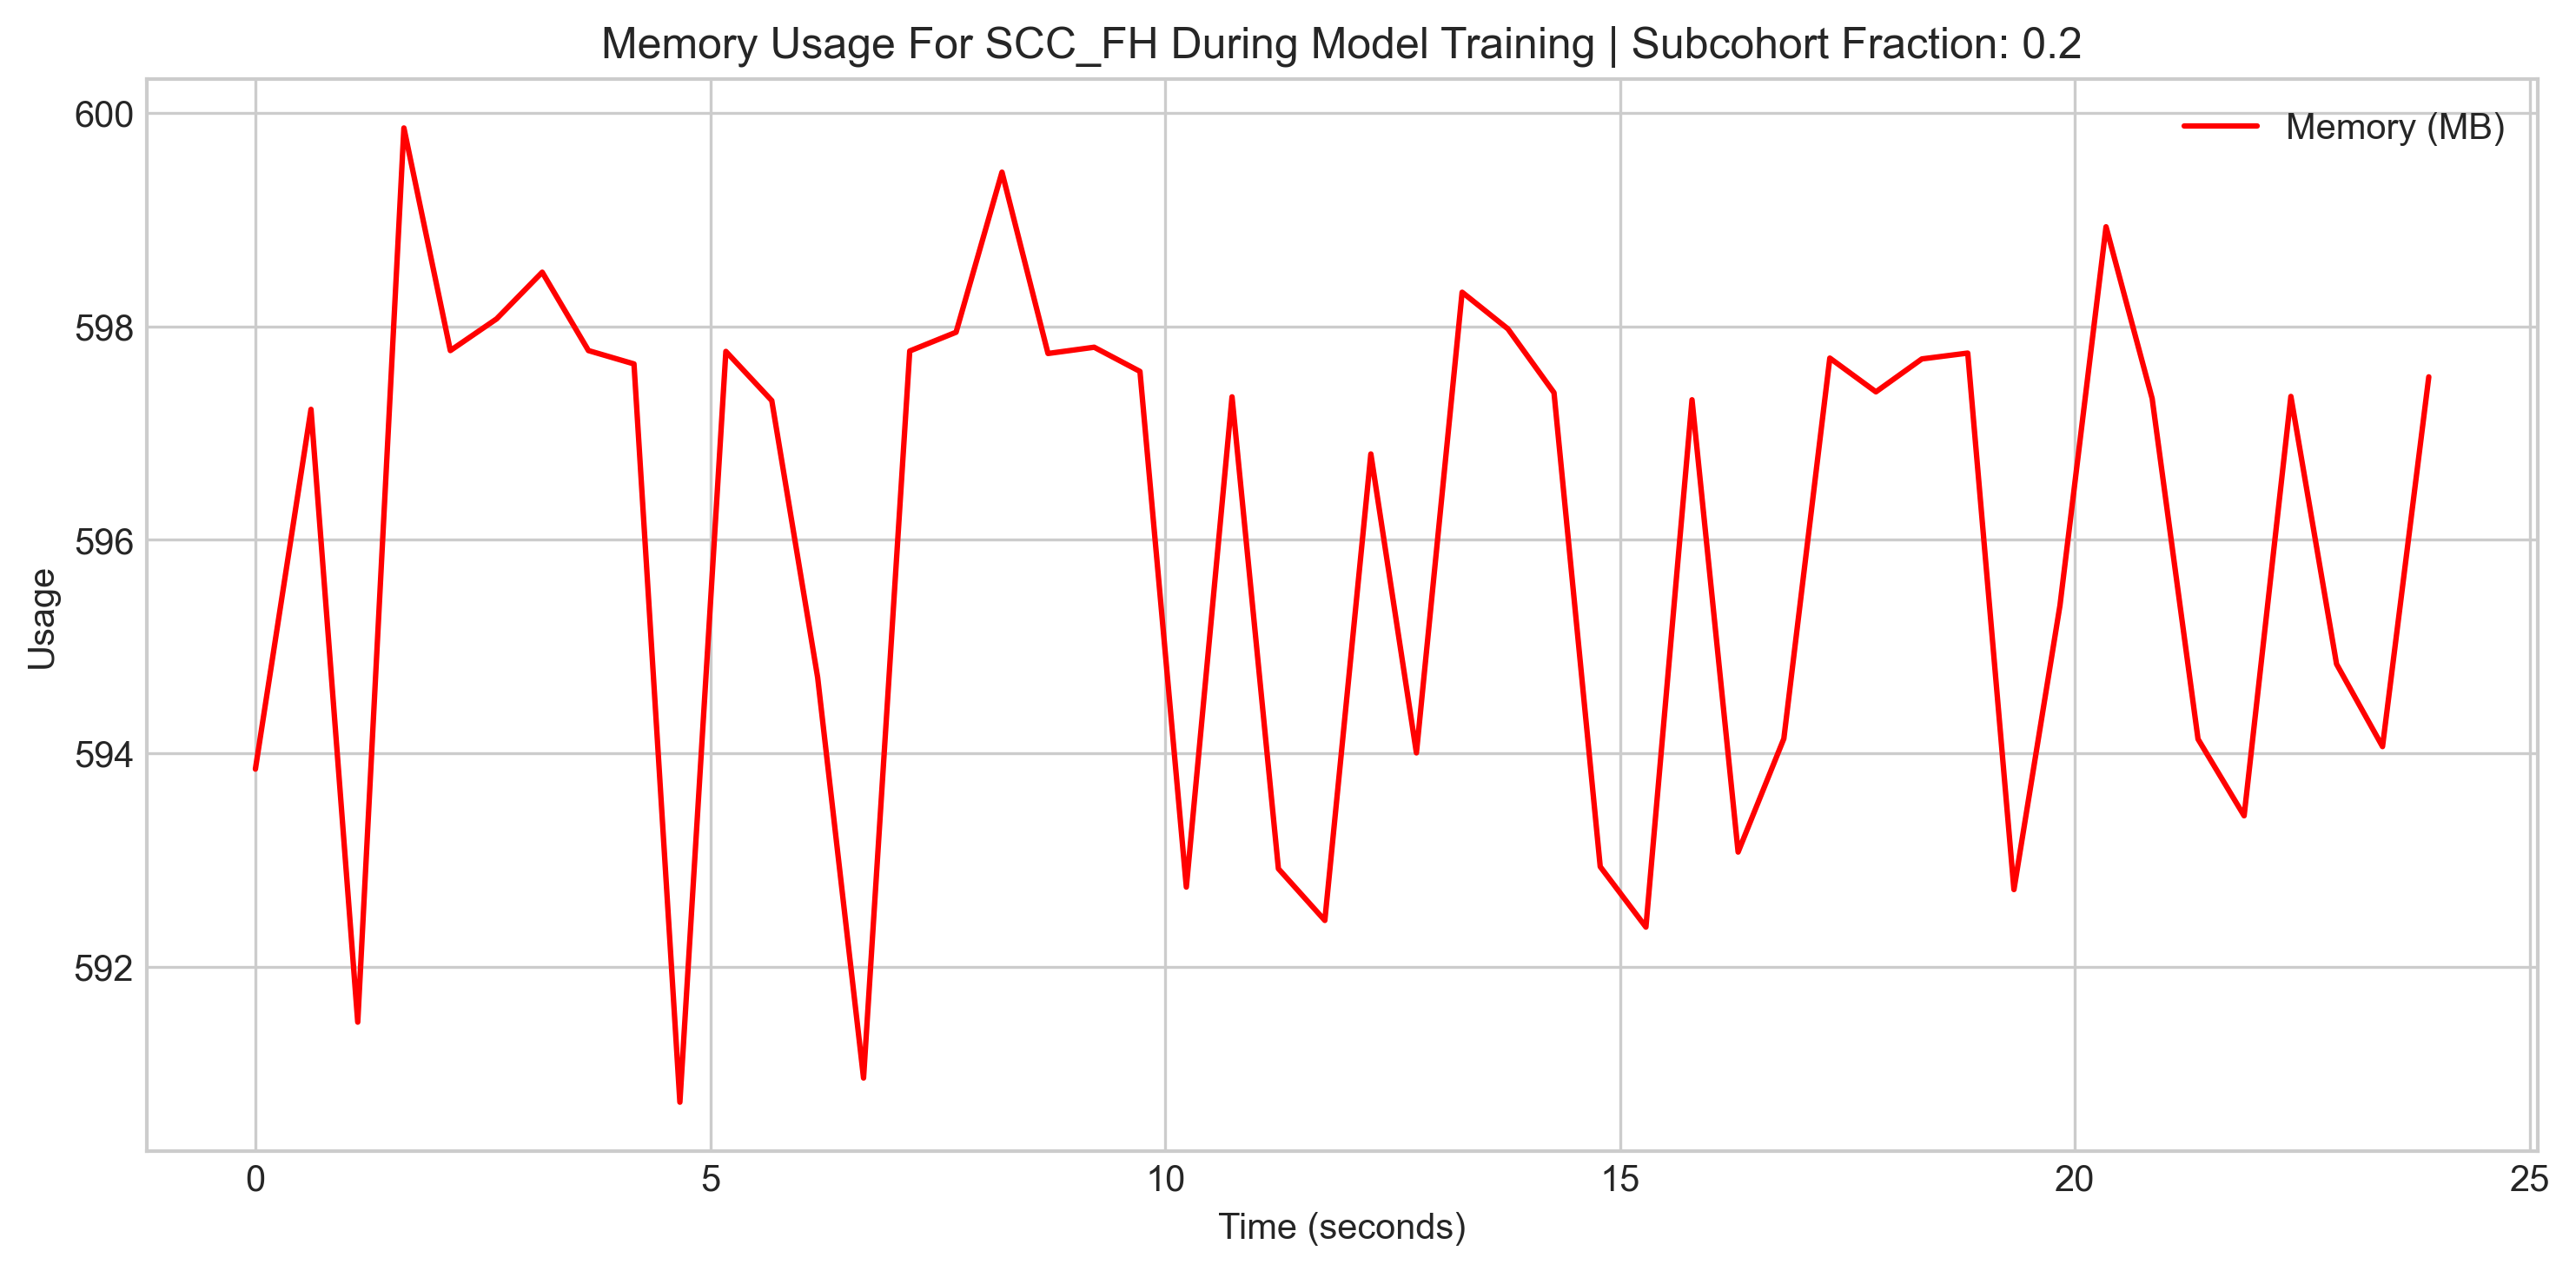 Memory Usage For SCC_FH During Model Training | Subcohort Fraction: 0.2
Memory (MB)
600
598
596
594
592
Usage
0 5 10 15 20 25
Time (seconds)